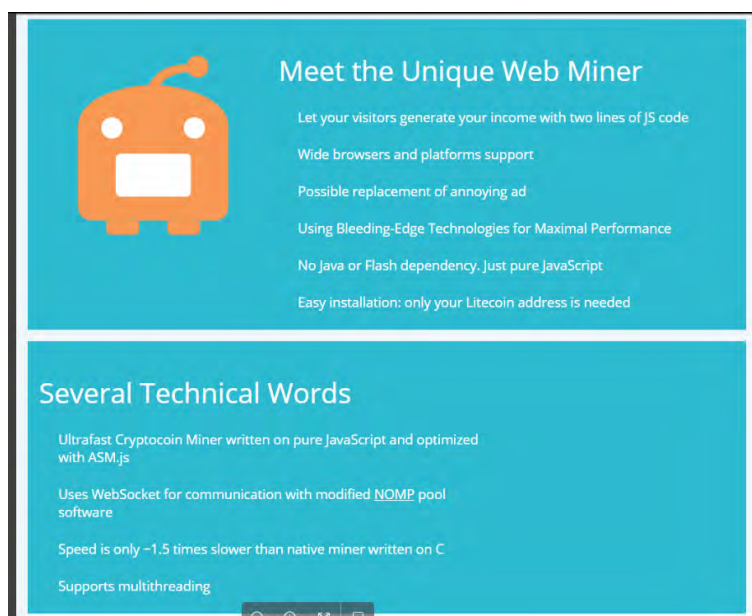 Meet the Unique Web Miner
Let your visitors generate your income with two lines of JS code
Wide browsers and platforms support
Possible replacement of annoying ad
Using Bleeding-Edge Technologies for Maximal Performance
No Java or Flash dependency. Just pure JavaScript
Easy installation: only your Litecoin address is needed
Several Technical Words
Ultrafast Cryptocoin Miner written on pure JavaScript and optimized
with ASM.js
Uses WebSocket for communication with modified NOMP pool
software
Speed is only ~1.5 times slower than native miner written on C
Supports multithreading